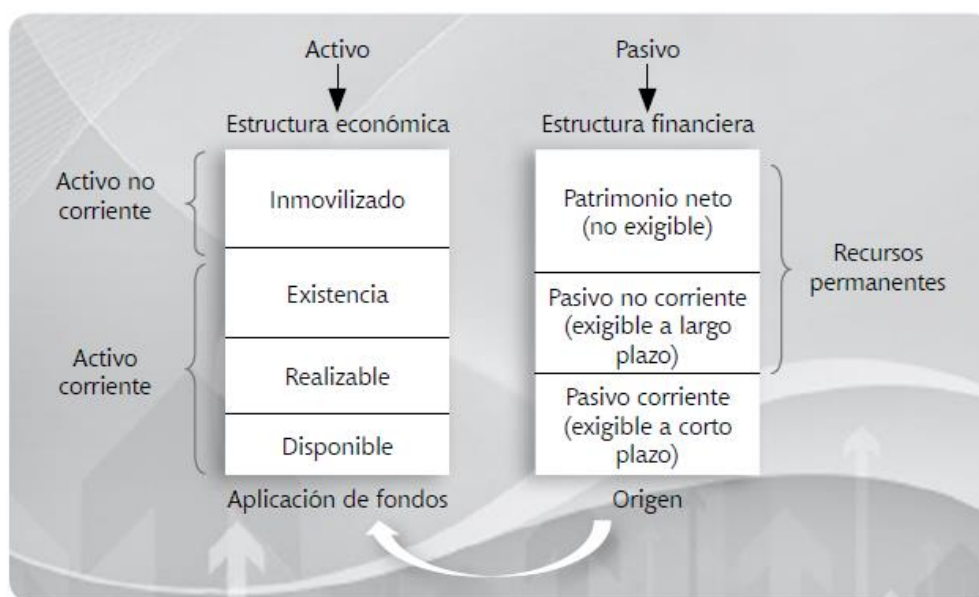 Activo
Pasivo
Estructura económica
Estructura financiera
Activo no
corriente
Inmovilizado
Existencia
Activo
corriente
Realizable
Disponible
Patrimonio neto
(no exigible)
Pasivo no corriente
(exigible a largo
plazo)
Pasivo corriente
(exigible a corto
plazo)
Recursos
permanentes
Aplicación de fondos
Origen